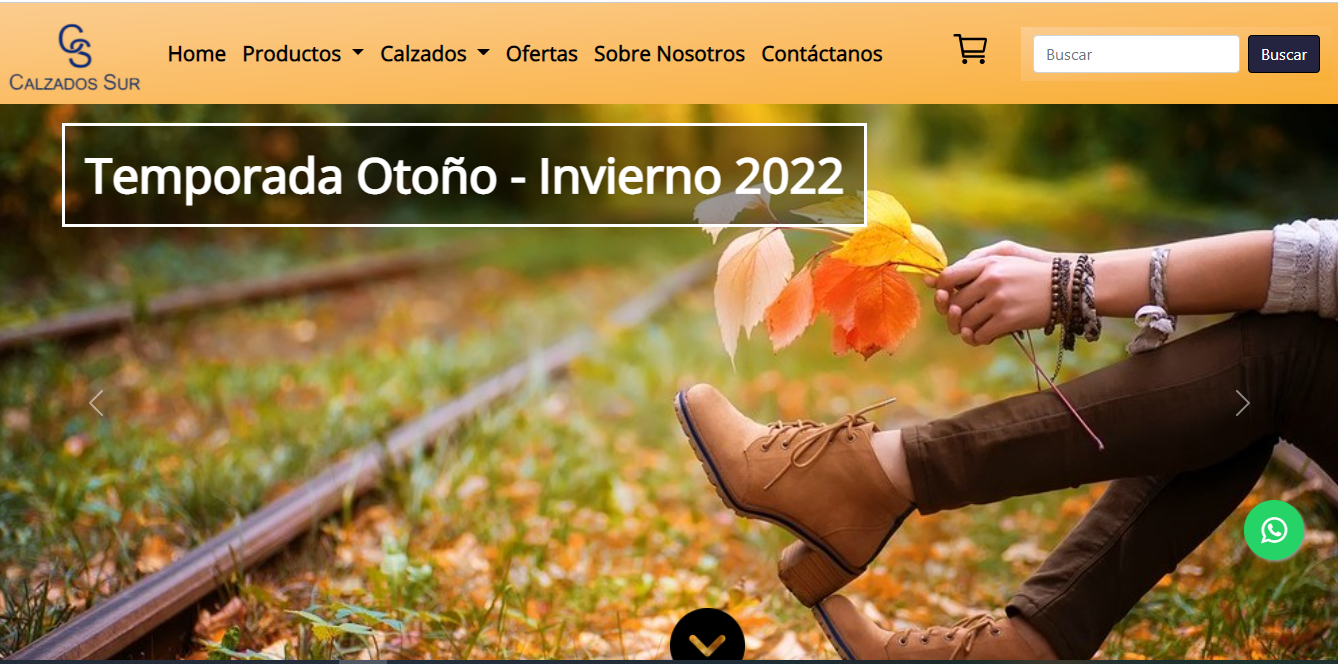 CS
CALZADOS SUR
Home Productos Calzados Ofertas Sobre Nosotros Contáctanos Buscar Buscar
Temporada Otoño - Invierno 2022